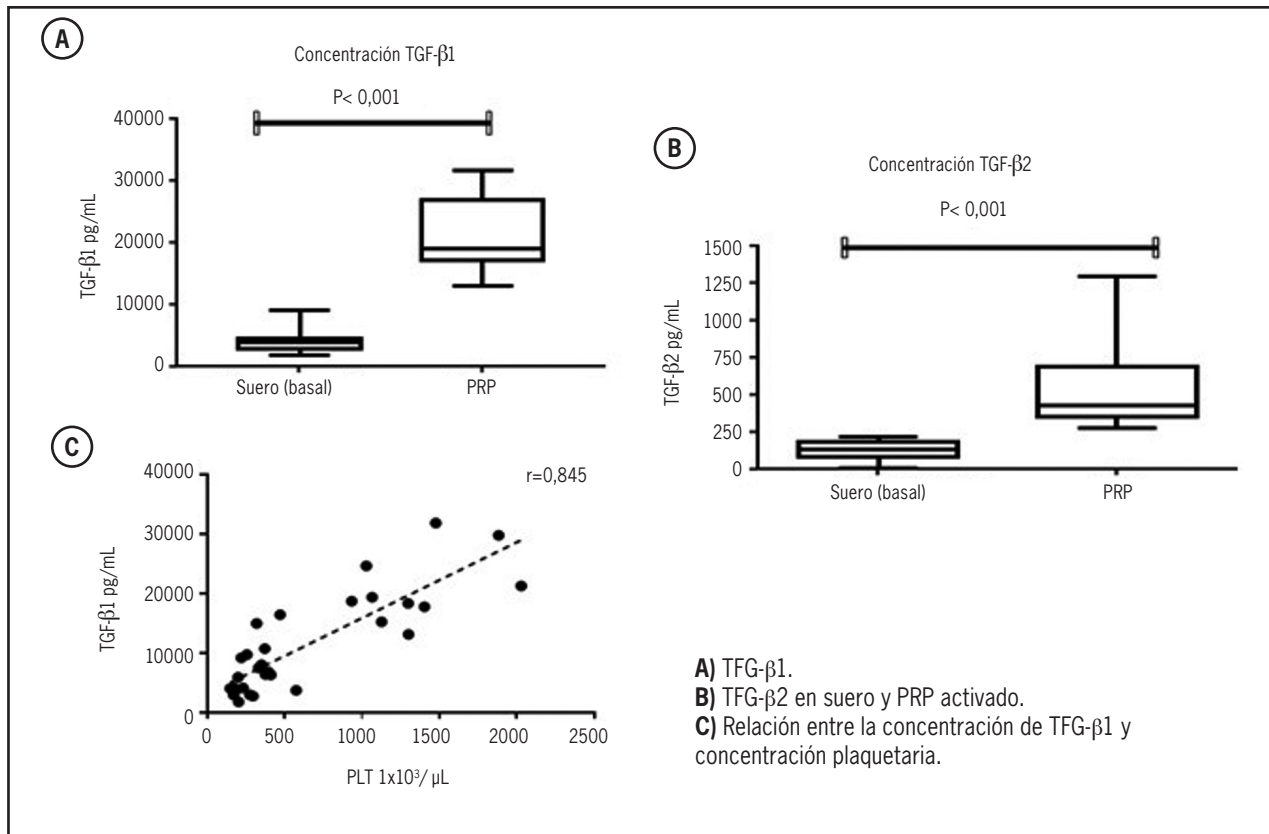 A
Concentración TGF-β1
P< 0,001
40000
30000
20000
10000
0
TGF-β1 pg/mL
Suero (basal) PRP
B
Concentración TGF-β2
P< 0,001
1500
1250
1000
750
500
250
0
TGF-β2 pg/mL
Suero (basal) PRP
C
r=0,845
40000
30000
20000
10000
0
TGF-β1 pg/mL
0 500 1000 1500 2000 2500
PLT 1x10³/ µL
A) TFG-β1.
B) TFG-β2 en suero y PRP activado.
C) Relación entre la concentración de TFG-β1 y
concentración plaquetaria.